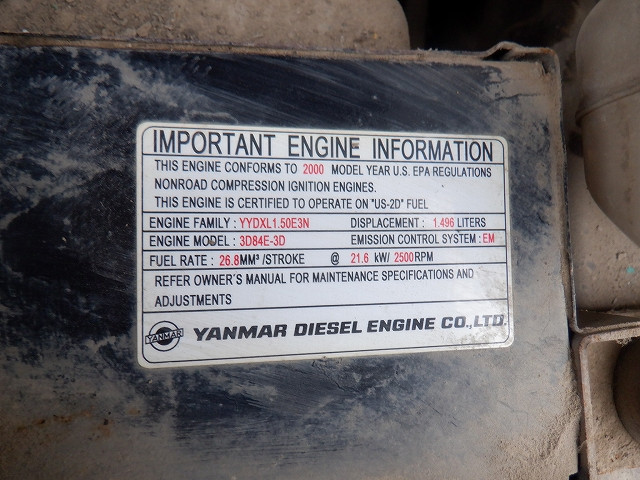 IMPORTANT ENGINE INFORMATION
THIS ENGINE CONFORMS TO 2000 MODEL YEAR U.S. EPA REGULATIONS
NONROAD COMPRESSION IGNITION ENGINES.
THIS ENGINE IS CERTIFIED TO OPERATE ON "US-2D" FUEL
ENGINE FAMILY : YYDXL1.50E3N DISPLACEMENT : 1.496 LITERS
ENGINE MODEL : 3D84E-3D EMISSION CONTROL SYSTEM : EM
FUEL RATE : 26.8MM³ /STROKE @ 21.6 kW/ 2500RPM
REFER OWNER'S MANUAL FOR MAINTENANCE SPECIFICATIONS AND
ADJUSTMENTS
YANMAR YANMAR DIESEL ENGINE CO.,LTD.